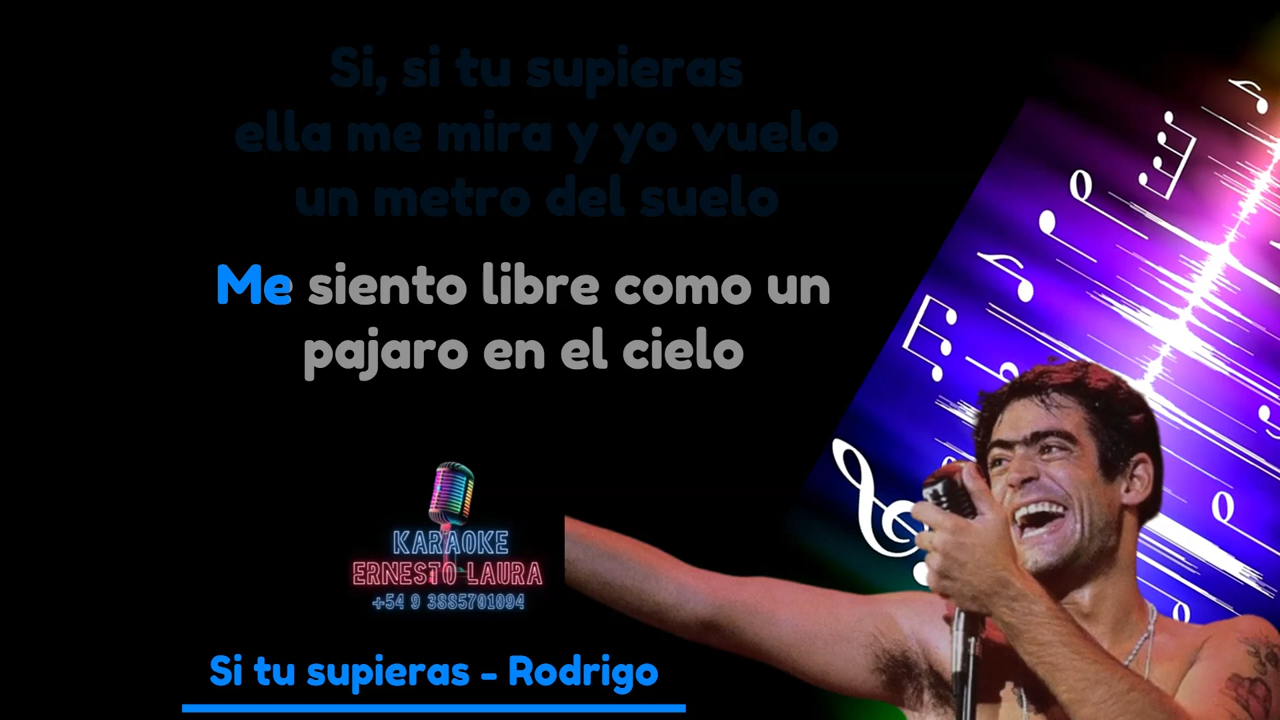 Si, si tu supieras
ella me mira y yo vuelo
un metro del suelo
Me siento libre como un
pajaro en el cielo
KARAOKE
ERNESTO LAURA
+54 9 3885701094
Si tu supieras - Rodrigo